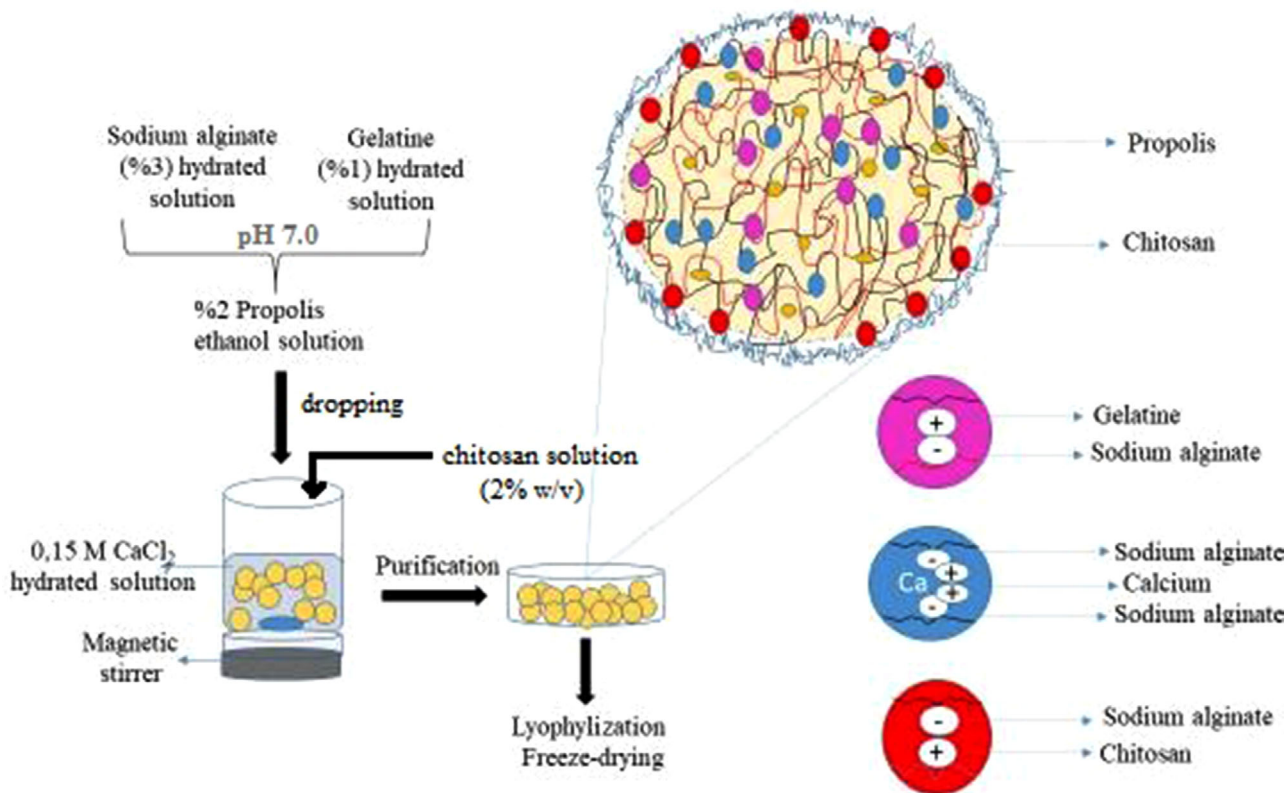 Sodium alginate
(%3) hydrated
solution
Gelatine
(%1) hydrated
solution
pH 7.0
%2 Propolis
ethanol solution
dropping
chitosan solution
(2% w/v)
0,15 M CaCl₂
hydrated solution
Magnetic
stirrer
Purification
Lyophylization
Freeze-drying
Propolis
Chitosan
+
-
Gelatine
Sodium alginate
Ca
-
+
+
-
Sodium alginate
Calcium
Sodium alginate
-
+
Sodium alginate
Chitosan